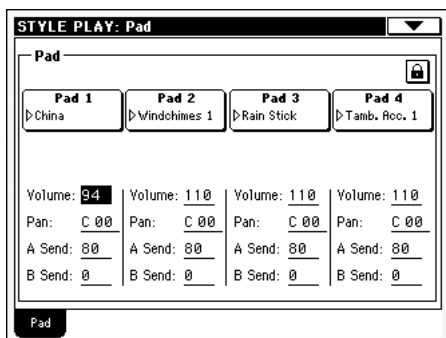 STYLE PLAY: Pad
Pad
Pad 1 Pad 2 Pad 3 Pad 4
China Windchimes 1 Rain Stick Tamb. Acc. 1
Volume: 94 Volume: 110 Volume: 110 Volume: 110
Pan: C 00 Pan: C 00 Pan: C 00 Pan: C 00
A Send: 80 A Send: 80 A Send: 80 A Send: 80
B Send: 0 B Send: 0 B Send: 0 B Send: 0
Pad